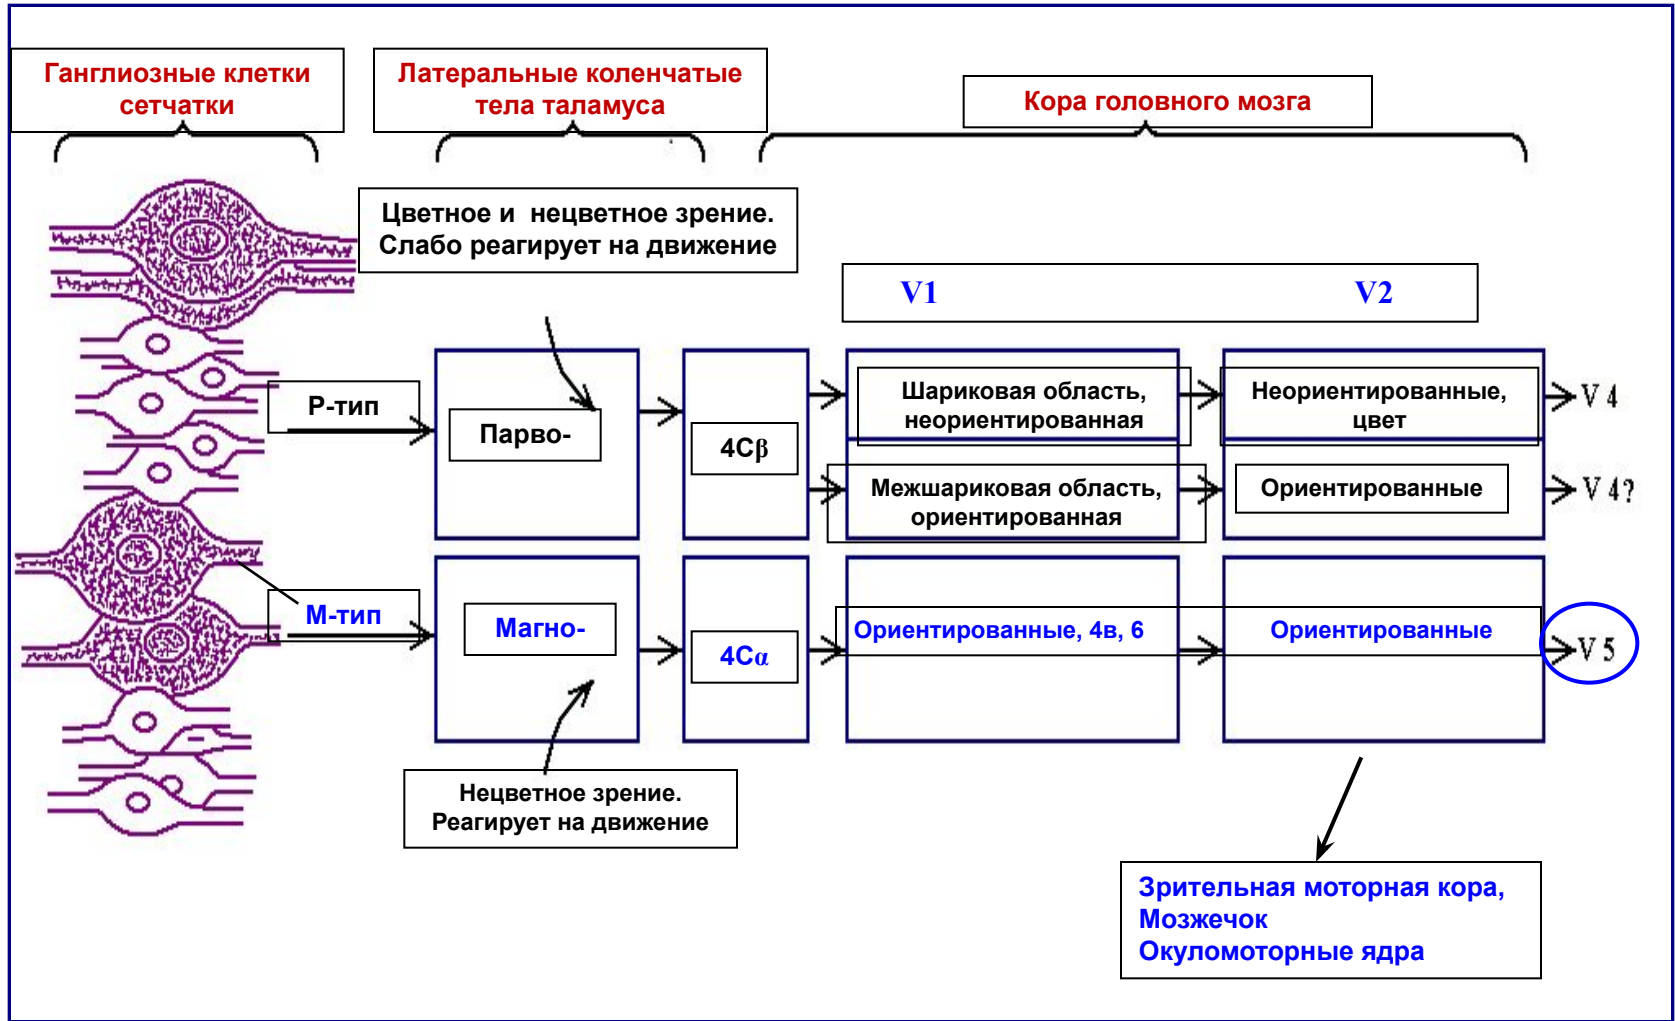 Ганглиозные клетки
сетчатки
Латеральные коленчатые
тела таламуса
Кора головного мозга
Цветное и нецветное зрение.
Слабо реагирует на движение
V1
V2
Р-тип
Парво-
4Сβ
Шариковая область,
неориентированная
Неориентированные,
цвет
V 4
Межшариковая область,
ориентированная
Ориентированные
V 4?
М-тип
Магно-
4Сα
Ориентированные, 4в, 6
Ориентированные
V 5
Нецветное зрение.
Реагирует на движение
Зрительная моторная кора,
Мозжечок
Окуломоторные ядра